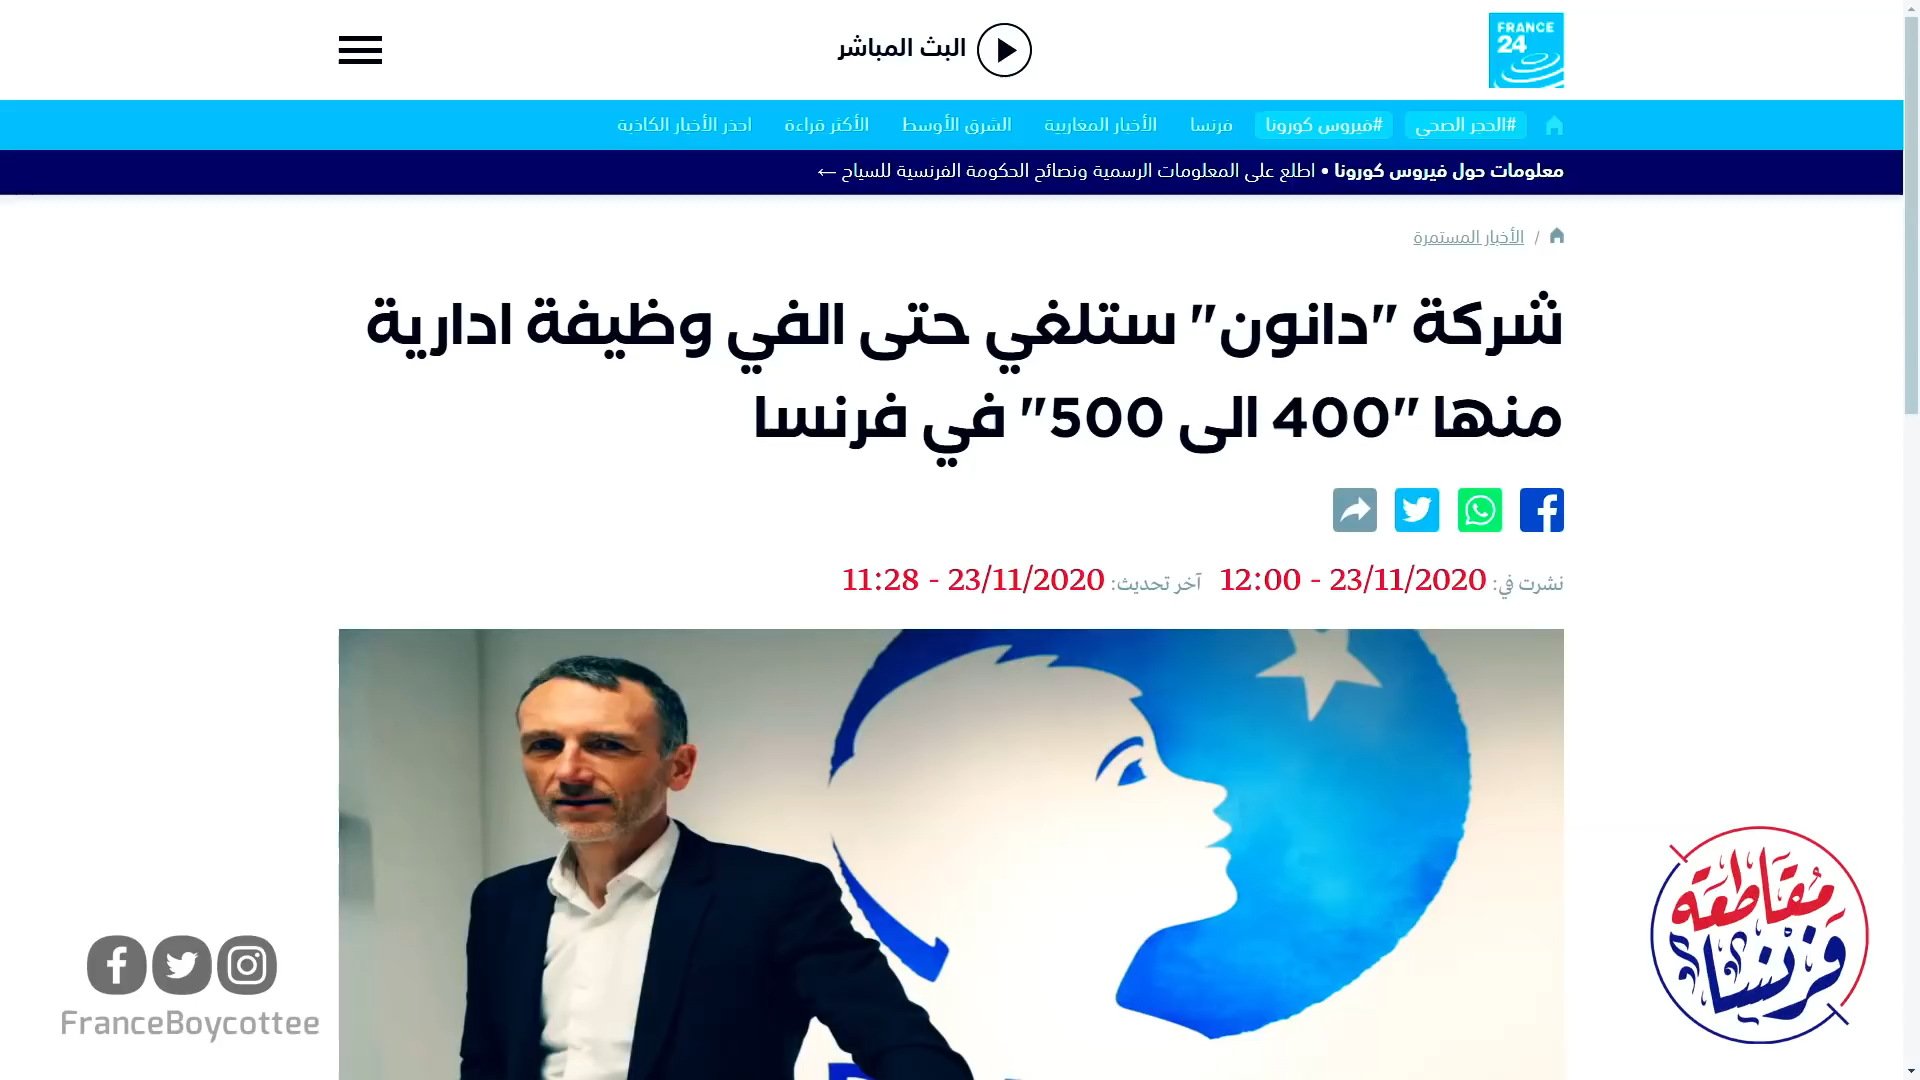 FRANCE
24
البث المباشر
#الحجر الصحي
#فيروس كورونا
فرنسا
الأخبار المغاربية
الشرق الأوسط
الأكثر قراءة
احذر الأخبار الكاذبة
معلومات حول فيروس كورونا • اطلع على المعلومات الرسمية ونصائح الحكومة الفرنسية للسياح ←
/ الأخبار المستمرة
شركة "دانون" ستلغي حتى الفي وظيفة ادارية
منها "400 الى 500" في فرنسا
نشرت في: 23/11/2020 - 12:00 آخر تحديث: 23/11/2020 - 11:28
مُقَاطَعَة
فِرَنْسَا
FranceBoycottee